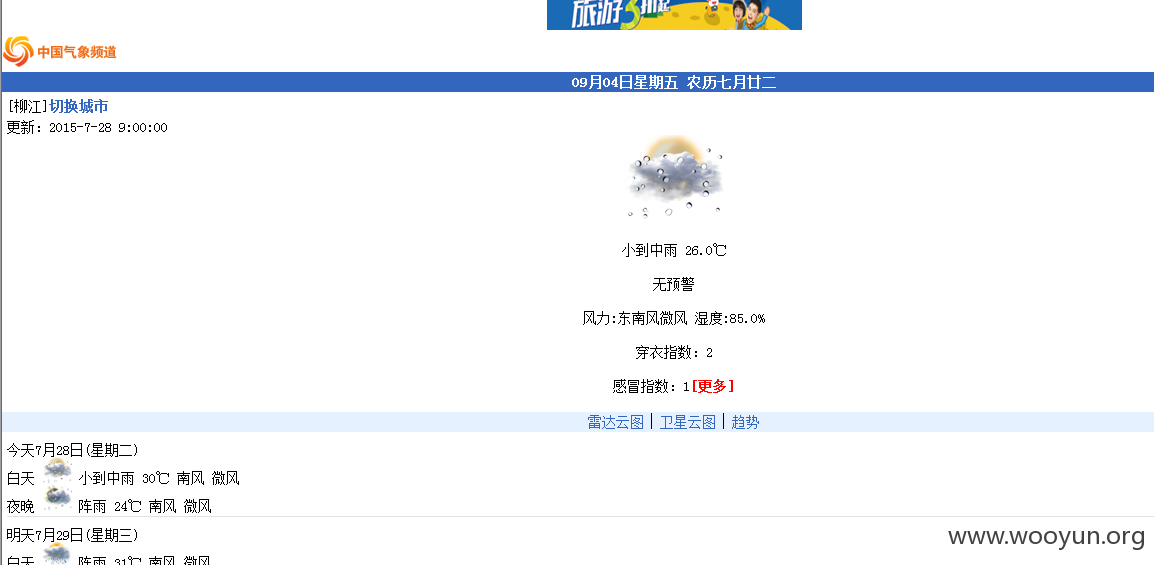 旅游3折起
中国气象频道
09月04日星期五 农历七月廿二
[柳江]切换城市
更新：2015-7-28 9:00:00
小到中雨 26.0℃
无预警
风力:东南风微风 湿度:85.0%
穿衣指数：2
感冒指数：1[更多]
雷达云图 | 卫星云图 | 趋势
今天7月28日(星期二)
白天 小到中雨 30℃ 南风 微风
夜晚 阵雨 24℃ 南风 微风
明天7月29日(星期三)
白天 阵雨 31℃ 南风 微风
www.wooyun.org